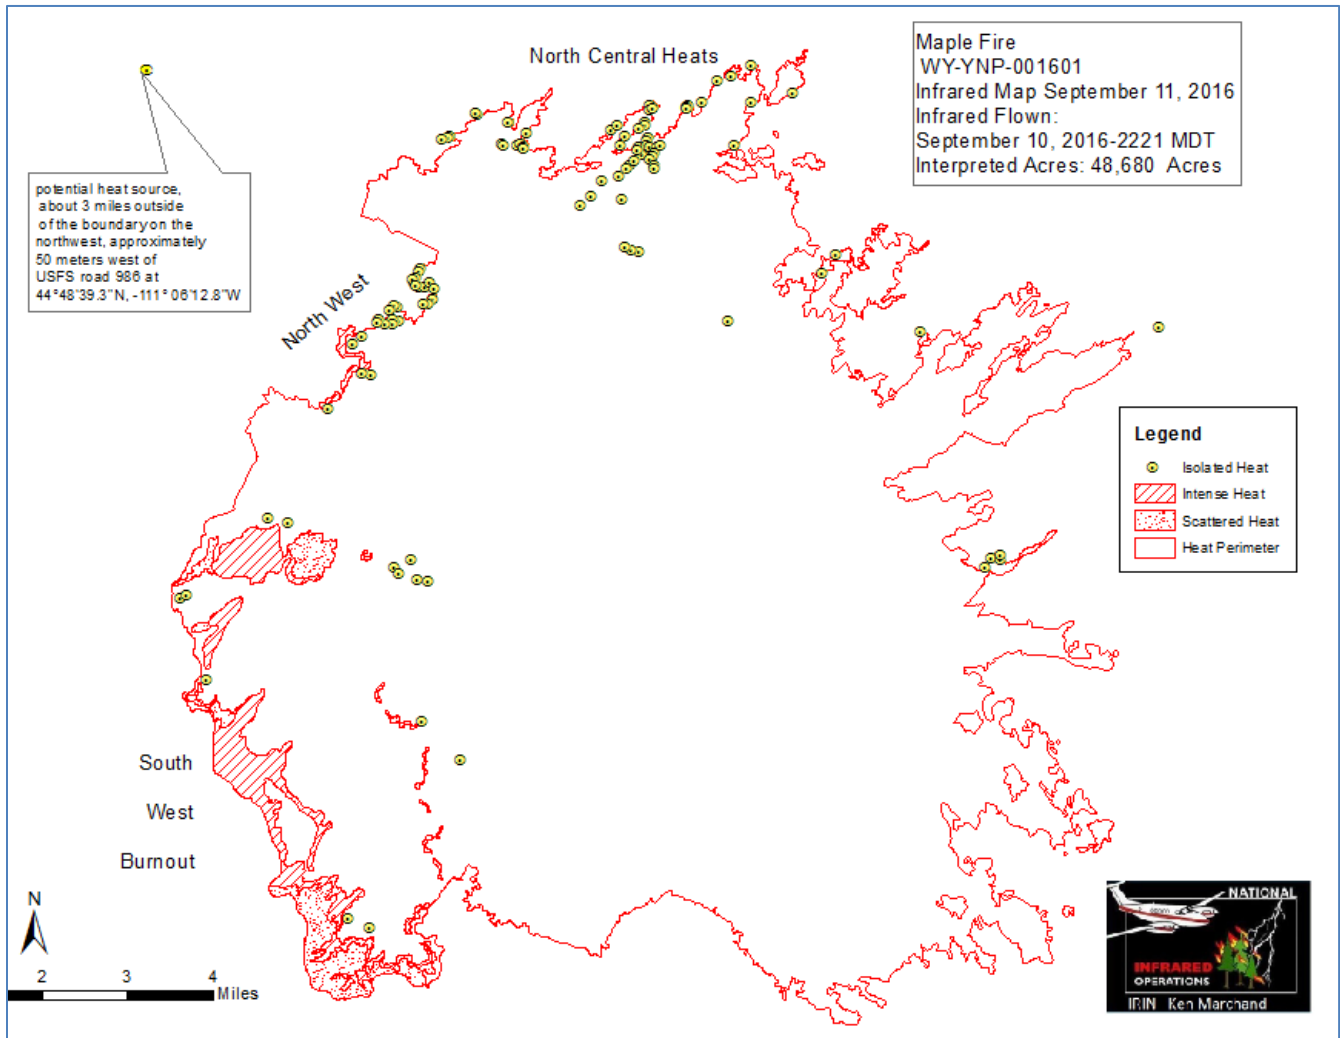 North Central Heats
Maple Fire
WY-YNP-001601
Infrared Map September 11, 2016
Infrared Flown:
September 10, 2016-2221 MDT
Interpreted Acres: 48,680 Acres
potential heat source,
about 3 miles outside
of the boundary on the
northwest, approximately
50 meters west of
USFS road 986 at
44°48'39.3"N, -111° 06'12.8"W
North West
Legend
Isolated Heat
Intense Heat
Scattered Heat
Heat Perimeter
South
West
Burnout
N
2 3 4
Miles
NATIONAL
INFRARED
OPERATIONS
IRIN Ken Marchand